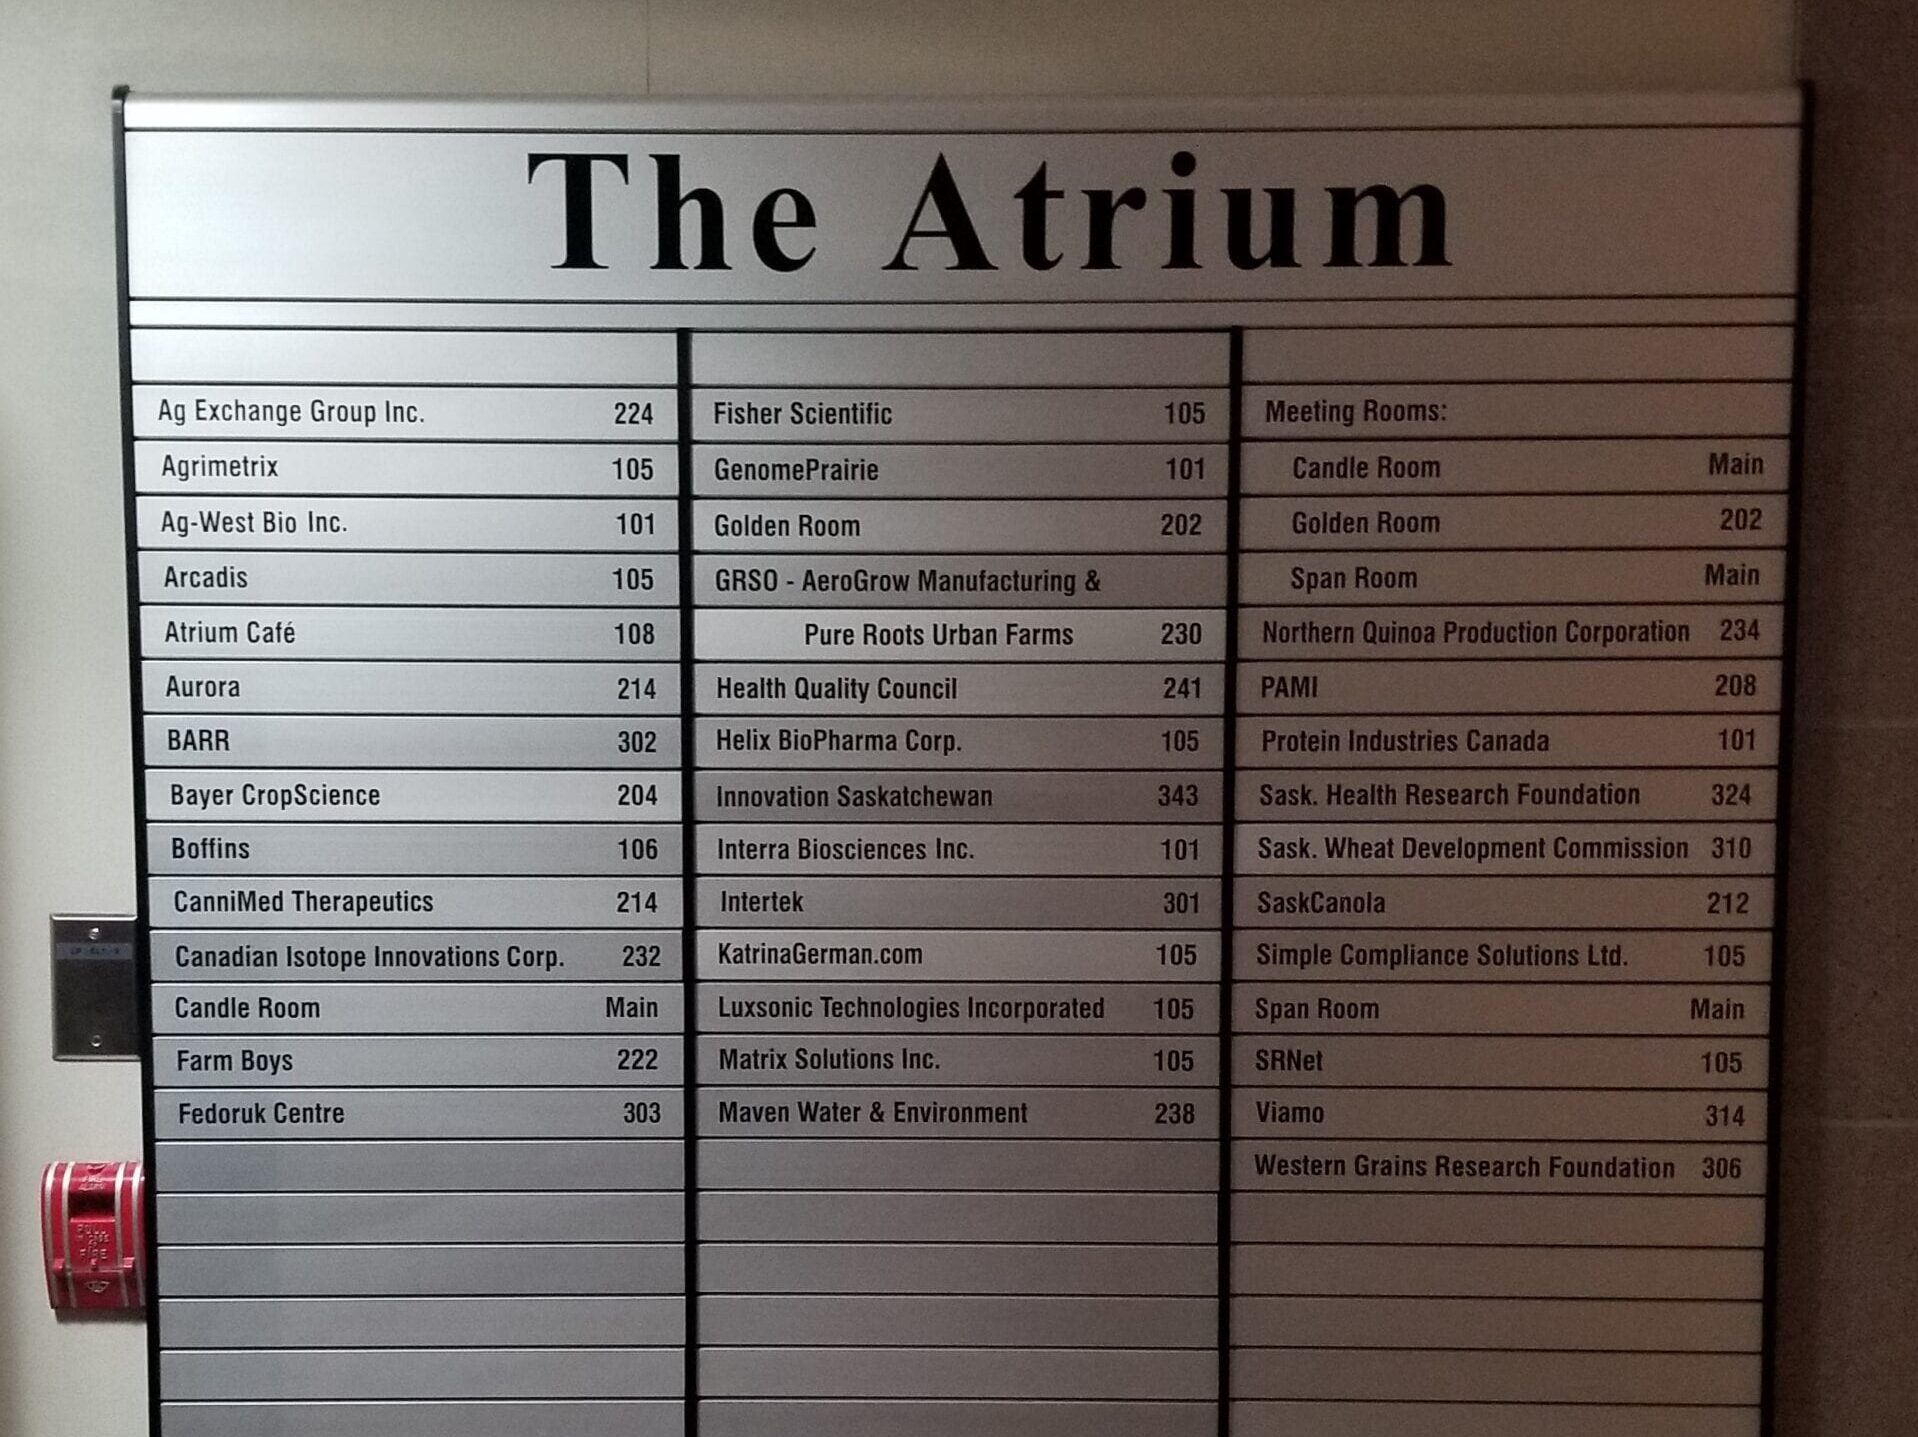 The Atrium
Ag Exchange Group Inc. 224
Agrimetrix 105
Ag-West Bio Inc. 101
Arcadis 105
Atrium Café 108
Aurora 214
BARR 302
Bayer CropScience 204
Boffins 106
CanniMed Therapeutics 214
Canadian Isotope Innovations Corp. 232
Candle Room Main
Farm Boys 222
Fedoruk Centre 303
Fisher Scientific 105
GenomePrairie 101
Golden Room 202
GRSO - AeroGrow Manufacturing &
Pure Roots Urban Farms 230
Health Quality Council 241
Helix BioPharma Corp. 105
Innovation Saskatchewan 343
Interra Biosciences Inc. 101
Intertek 301
KatrinaGerman.com 105
Luxsonic Technologies Incorporated 105
Matrix Solutions Inc. 105
Maven Water & Environment 238
Meeting Rooms:
Candle Room Main
Golden Room 202
Span Room Main
Northern Quinoa Production Corporation 234
PAMI 208
Protein Industries Canada 101
Sask. Health Research Foundation 324
Sask. Wheat Development Commission 310
SaskCanola 212
Simple Compliance Solutions Ltd. 105
Span Room Main
SRNet 105
Viamo 314
Western Grains Research Foundation 306
PULL
FIRE